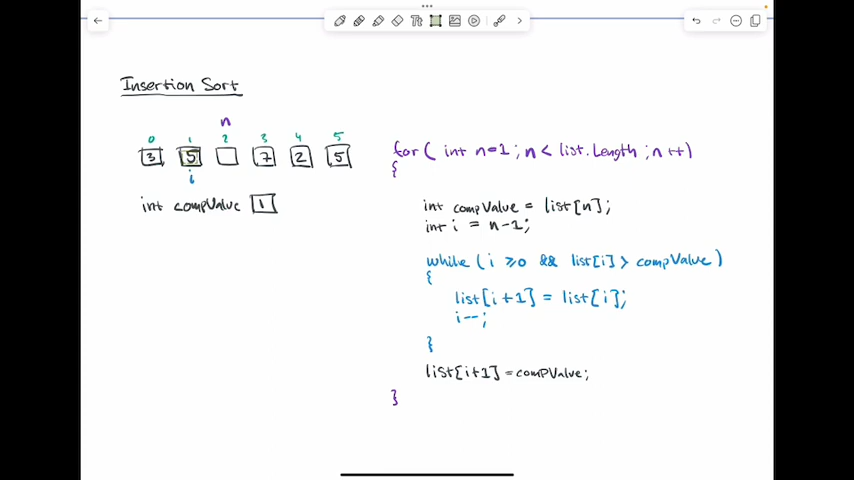 Insertion Sort
n
0 1 2 3 4 5
3 5 7 2 5
i
int compValue 1
for( int n=1; n < list.Length; n++)
{
int compValue = list[n];
int i = n-1;
while( i ≥0 && list[i] > compValue)
{
list[i+1] = list[i];
i--;
}
list[i+1] = compValue;
}
Tt